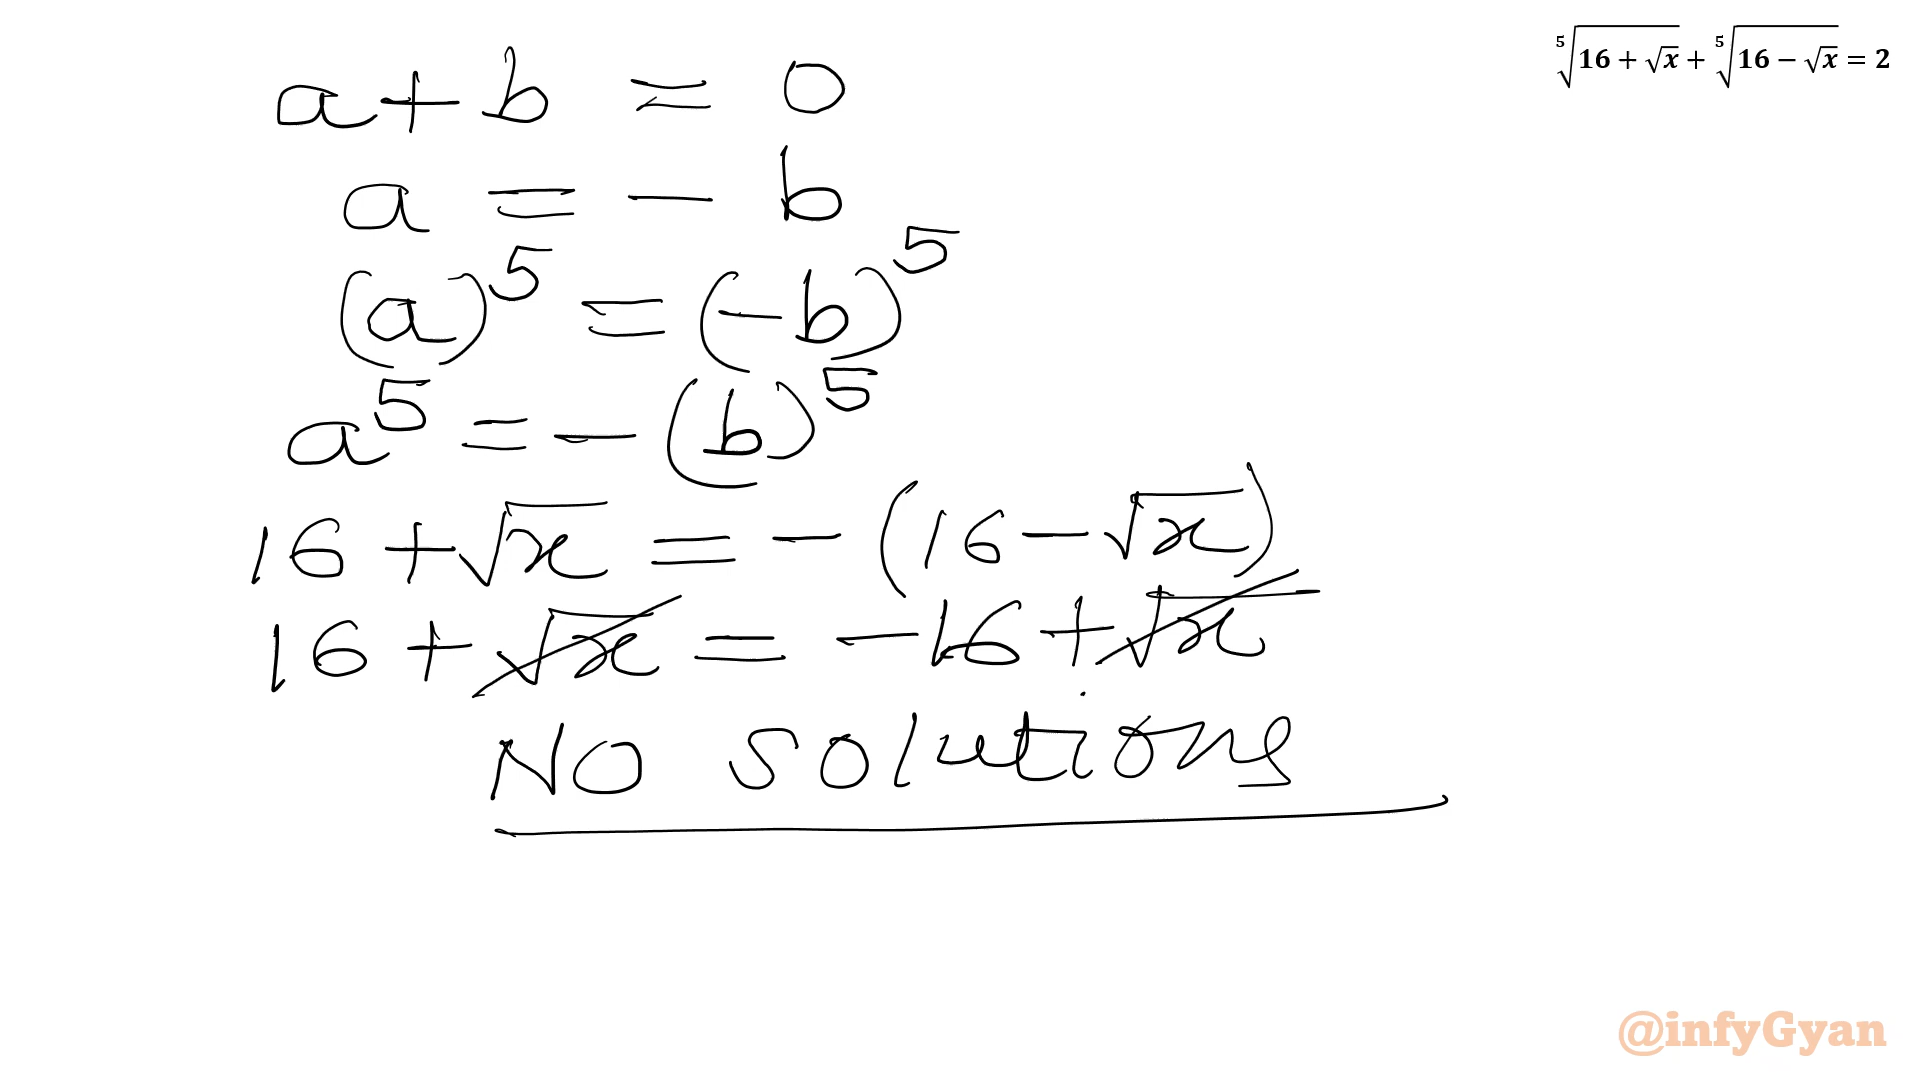 a + b = 0
⁵√(16 + √x) + ⁵√(16 − √x) = 2
a = − b
(a)⁵ = (−b)⁵
a⁵ = − (b)⁵
16 + √x = − (16 − √x)
16 + √x = −16 + √x
NO solutions
@infyGyan